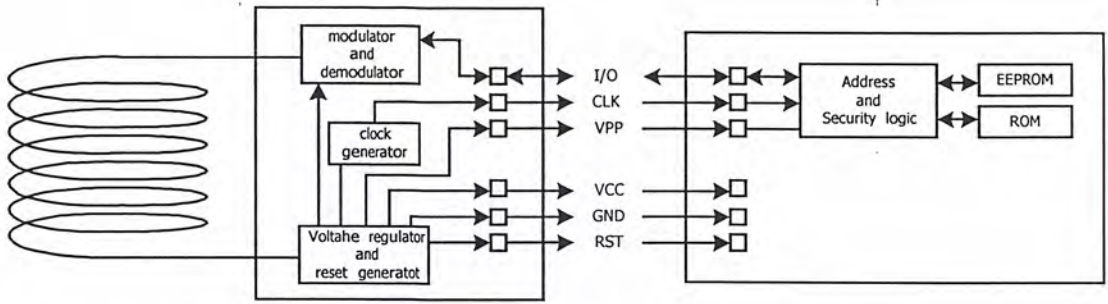 modulator
and
demodulator
clock
generator
Voltahe regulator
and
reset generatot
I/O
CLK
VPP
VCC
GND
RST
Address
and
Security logic
EEPROM
ROM